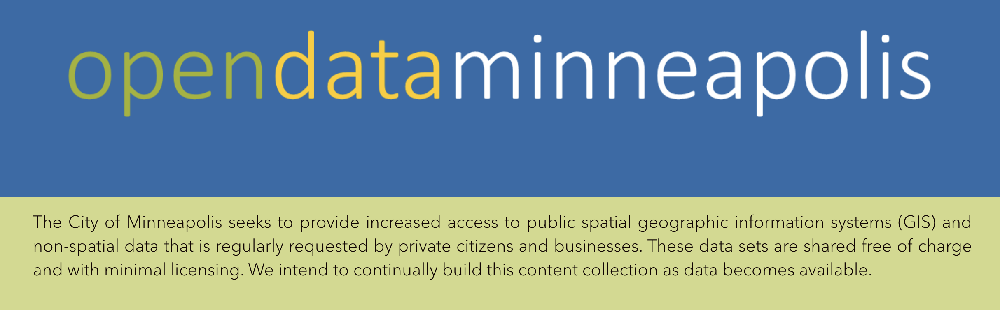 opendataminneapolis
The City of Minneapolis seeks to provide increased access to public spatial geographic information systems (GIS) and
non-spatial data that is regularly requested by private citizens and businesses. These data sets are shared free of charge
and with minimal licensing. We intend to continually build this content collection as data becomes available.